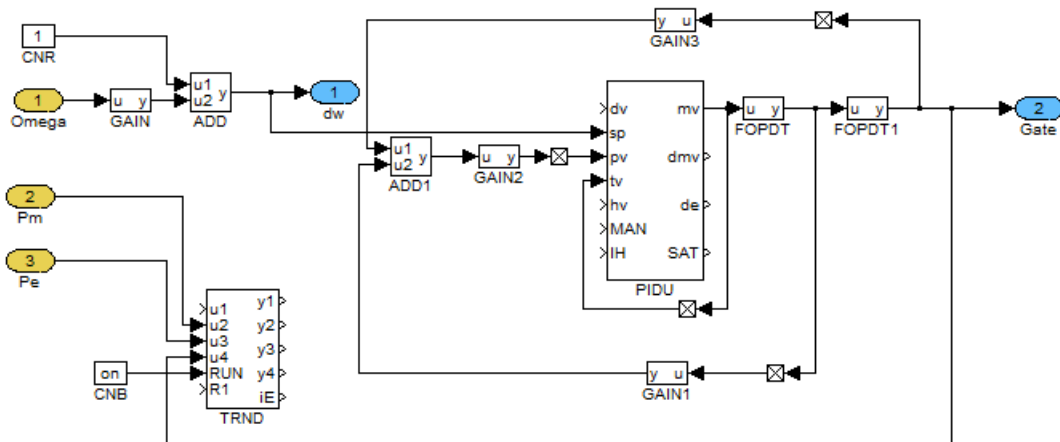 y u
GAIN3
1
CNR
1
Omega
u y
GAIN
u1
u2
y
ADD
1
dw
u1
u2
y
ADD1
u y
GAIN2
dv
sp
pv
tv
hv
MAN
IH
mv
dmv
de
SAT
PIDU
u y
FOPDT
u y
FOPDT1
2
Gate
2
Pm
3
Pe
u1
u2
u3
u4
RUN
R1
y1
y2
y3
y4
iE
TRND
on
CNB
y u
GAIN1